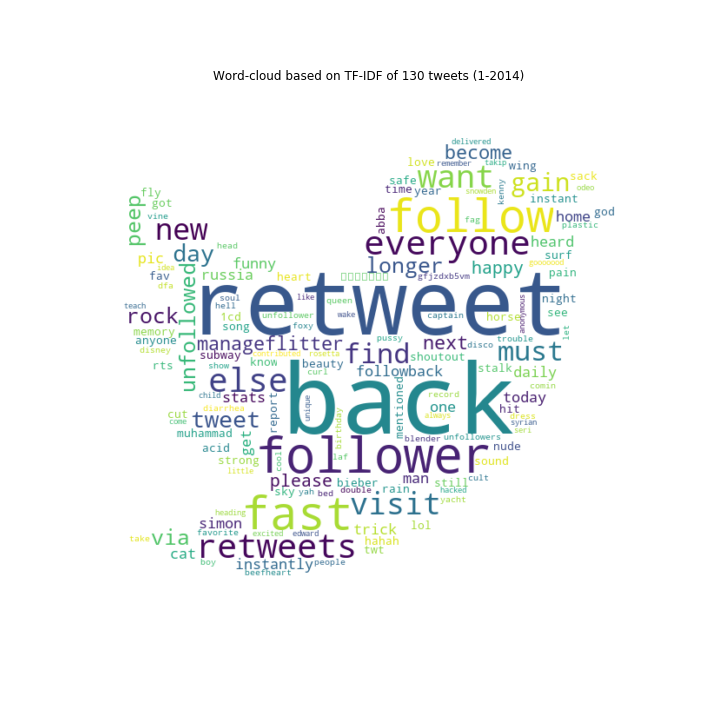 Word-cloud based on TF-IDF of 130 tweets (1-2014)
delivered
become
love remember takip wing
safe want gain sack
time year snowden kenny instant odeo
fly got peep vine
abba follow fag home god plastic
new everyone heard surf
day head
pic idea funny longer happy gooooood pain
fav dfa russia heart gfjzdxb5vm
unfollowed soul hell like queen retweet captain anonymous night see let
teach rock 1cd song unfollower foxy wake horse trouble
memory anyone manageflitter next disco must
disney subway contributed rosetta find shoutout stalk
rts show know beauty curl followback daily comin
else back record
child stats unique mentioned one always today hit dress syrian seri
cut come diarrhea tweet report birthday
muhammad get blender unfollowers nude
acid follower
strong cool laf sound
little please bieber man still cult
sky yah bed double rain hacked yacht
heading fast visit
simon trick lol
take via favorite excited edward hahah
cat retweets twt
boy instantly people
beefheart